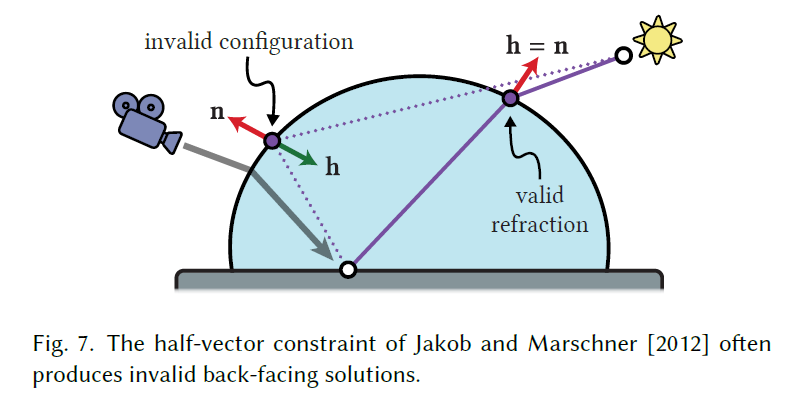 invalid configuration
h = n
n
h
valid
refraction
Fig. 7. The half-vector constraint of Jakob and Marschner [2012] often
produces invalid back-facing solutions.